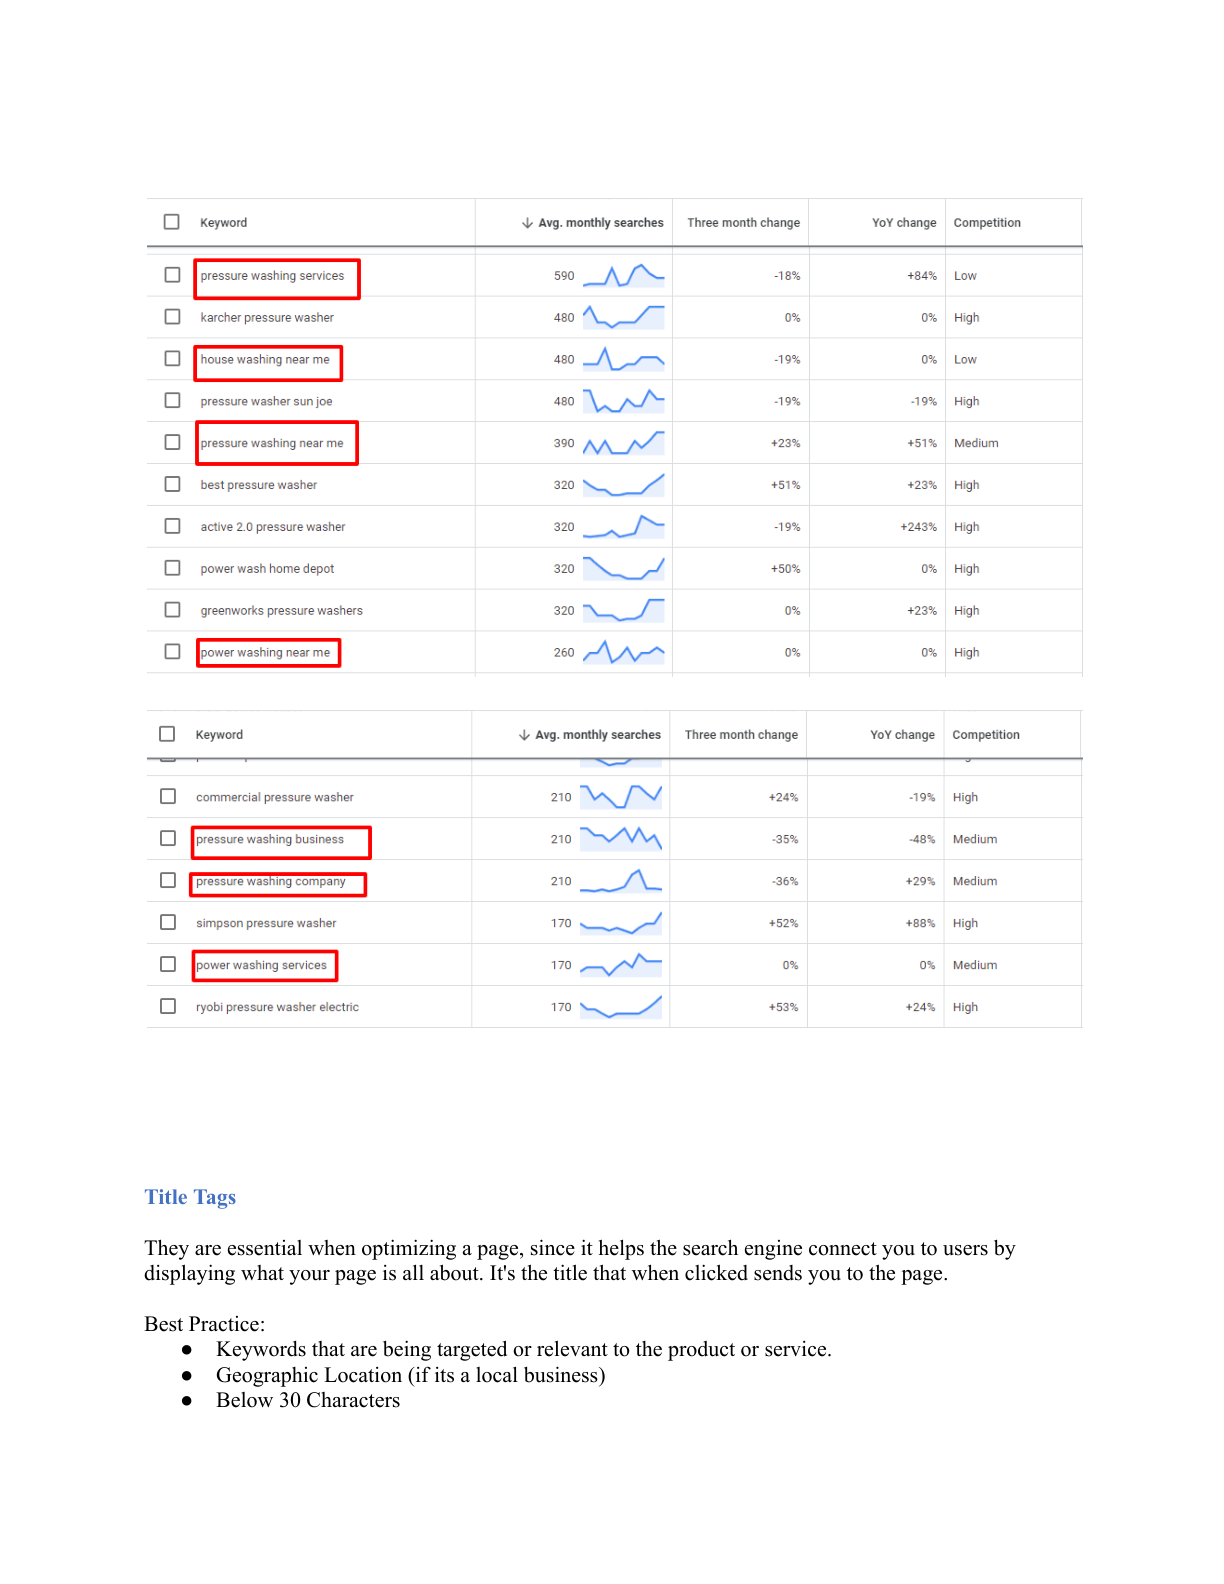 Keyword Avg. monthly searches Three month change YoY change Competition
pressure washing services 590 -18% +84% Low
karcher pressure washer 480 0% 0% High
house washing near me 480 -19% 0% Low
pressure washer sun joe 480 -19% -19% High
pressure washing near me 390 +23% +51% Medium
best pressure washer 320 +51% +23% High
active 2.0 pressure washer 320 -19% +243% High
power wash home depot 320 +50% 0% High
greenworks pressure washers 320 0% +23% High
power washing near me 260 0% 0% High
Keyword Avg. monthly searches Three month change YoY change Competition
commercial pressure washer 210 +24% -19% High
pressure washing business 210 -35% -48% Medium
pressure washing company 210 -36% +29% Medium
simpson pressure washer 170 +52% +88% High
power washing services 170 0% 0% Medium
ryobi pressure washer electric 170 +53% +24% High
Title Tags
They are essential when optimizing a page, since it helps the search engine connect you to users by
displaying what your page is all about. It's the title that when clicked sends you to the page.
Best Practice:
● Keywords that are being targeted or relevant to the product or service.
● Geographic Location (if its a local business)
● Below 30 Characters